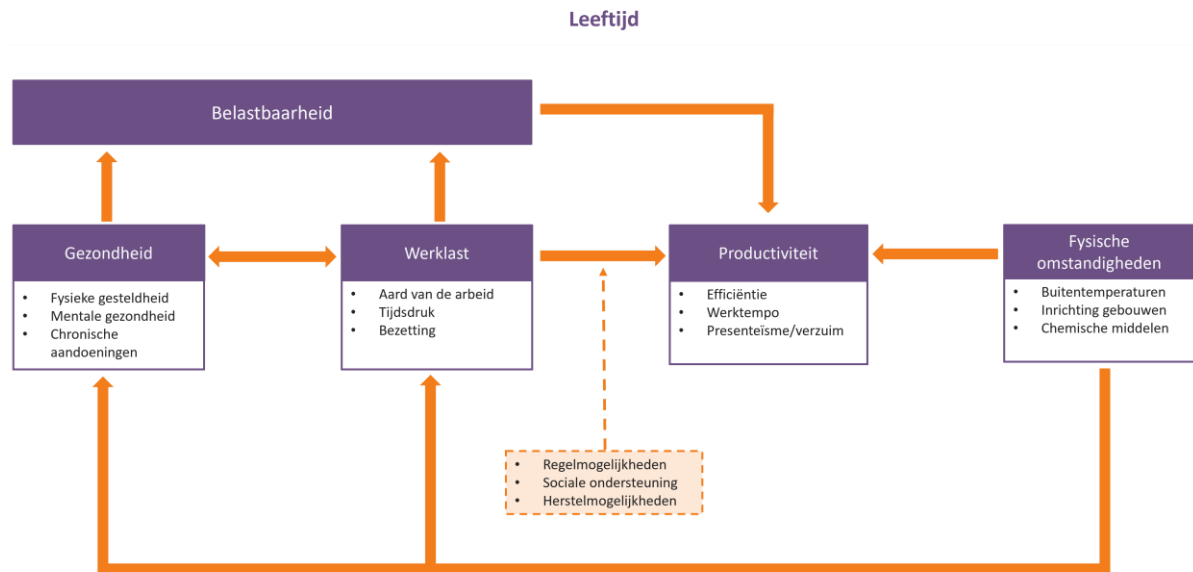 Leeftijd
Belastbaarheid
Gezondheid
• Fysieke gesteldheid
• Mentale gezondheid
• Chronische
aandoeningen
Werklast
• Aard van de arbeid
• Tijdsdruk
• Bezetting
Productiviteit
• Efficiëntie
• Werktempo
• Presenteïsme/verzuim
Fysische
omstandigheden
• Buitentemperaturen
• Inrichting gebouwen
• Chemische middelen
• Regelmogelijkheden
• Sociale ondersteuning
• Herstelmogelijkheden